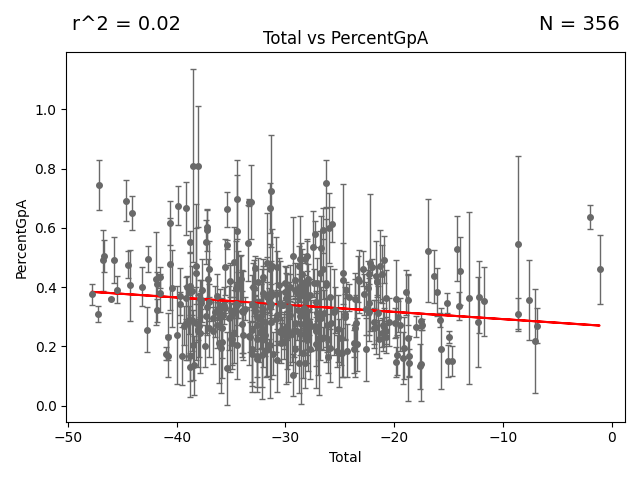 r^2 = 0.02
N = 356
Total vs PercentGpA
PercentGpA
1.0
0.8
0.6
0.4
0.2
0.0
−50
−40
−30
−20
−10
0
Total